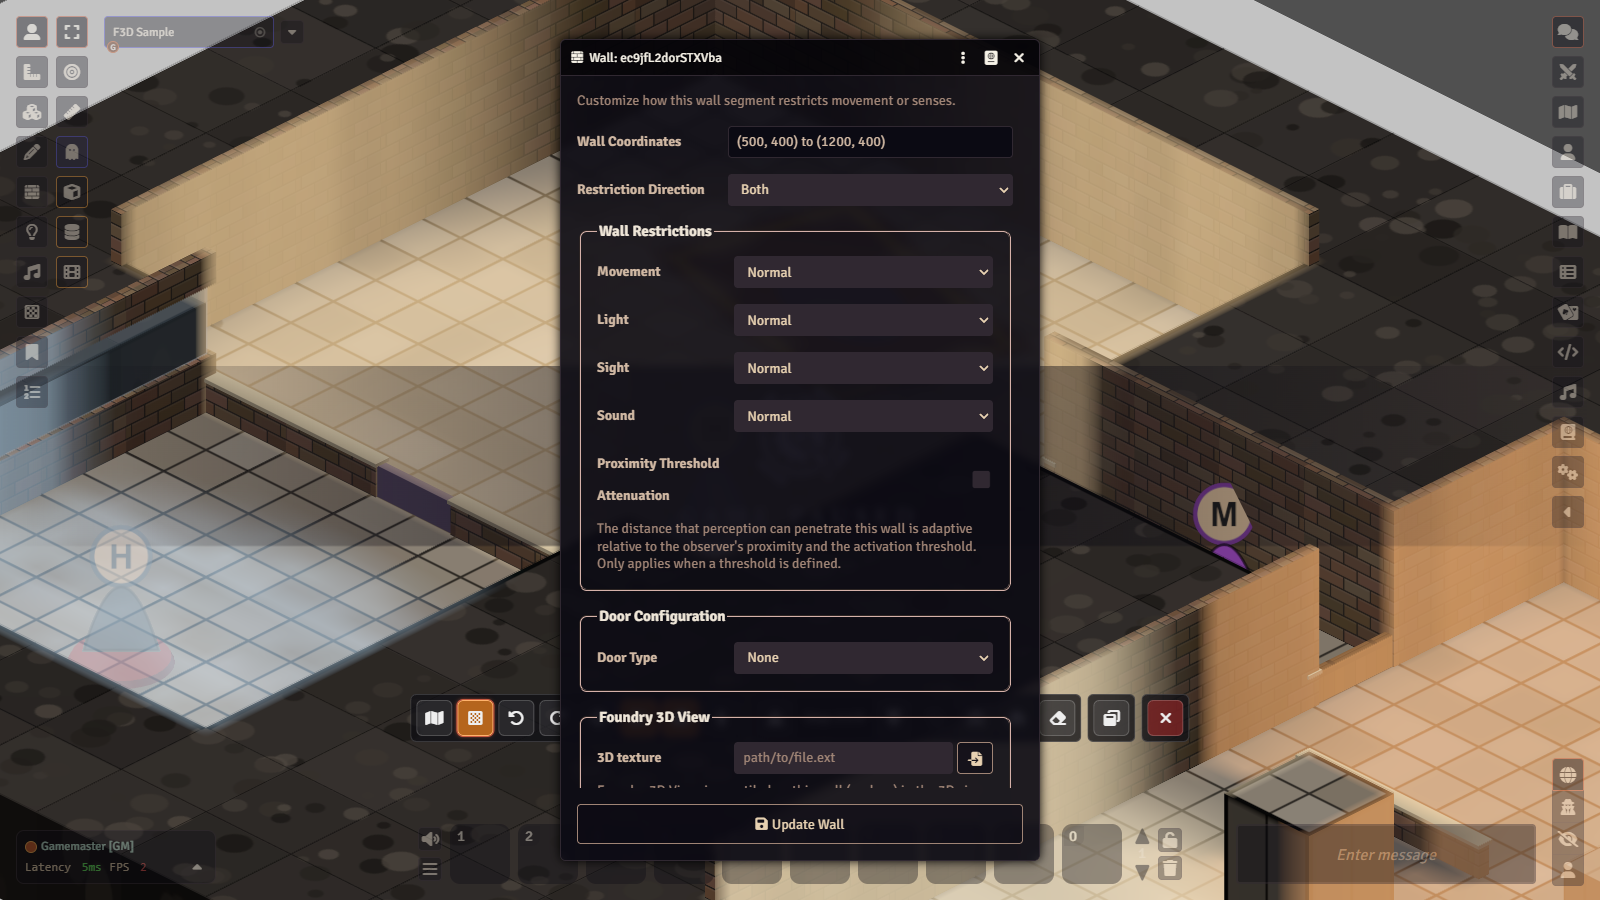 F3D Sample
G
Wall: ec9jfL2dorSTXVba
Customize how this wall segment restricts movement or senses.
Wall Coordinates
(500, 400) to (1200, 400)
Restriction Direction
Both
Wall Restrictions
Movement
Normal
Light
Normal
Sight
Normal
Sound
Normal
Proximity Threshold
Attenuation
The distance that perception can penetrate this wall is adaptive
relative to the observer's proximity and the activation threshold.
Only applies when a threshold is defined.
Door Configuration
Door Type
None
Foundry 3D View
3D texture
path/to/file.ext
Update Wall
H
M
Gamemaster [GM]
Latency 5ms FPS 2
1
2
0
Enter message